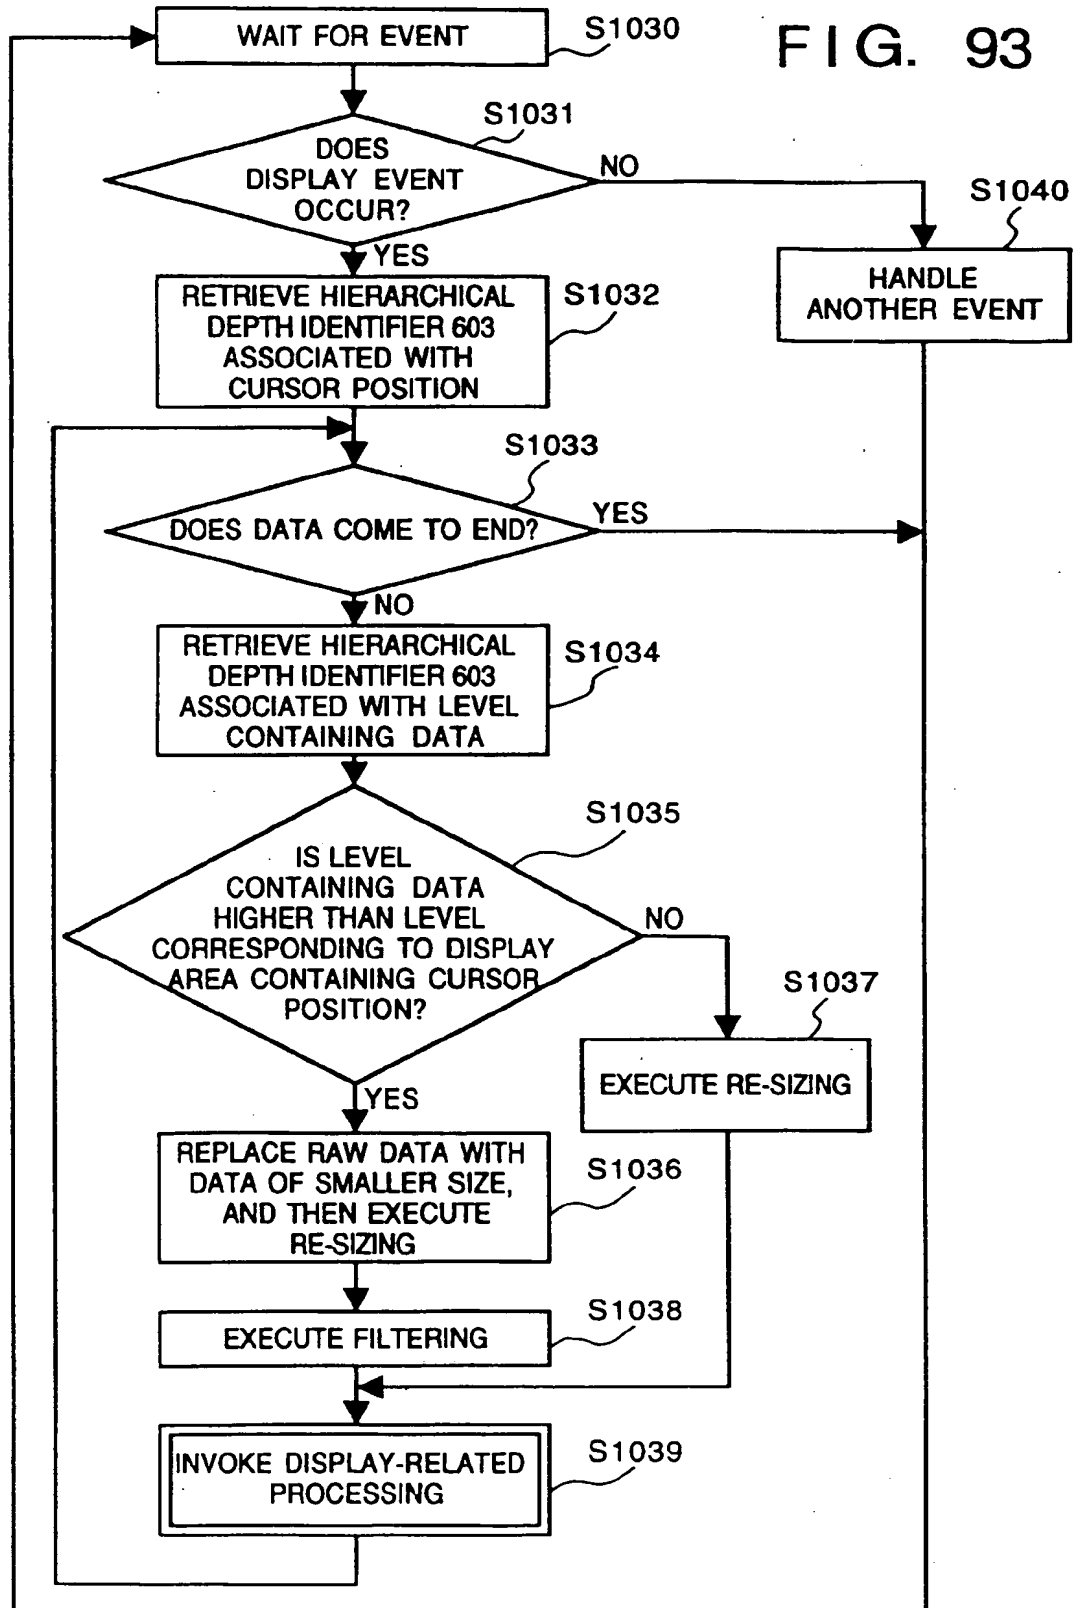 FIG. 93
WAIT FOR EVENT
S1030
S1031
DOES
DISPLAY EVENT
OCCUR?
NO
YES
S1040
HANDLE
ANOTHER EVENT
RETRIEVE HIERARCHICAL
DEPTH IDENTIFIER 603
ASSOCIATED WITH
CURSOR POSITION
S1032
S1033
DOES DATA COME TO END?
YES
NO
RETRIEVE HIERARCHICAL
DEPTH IDENTIFIER 603
ASSOCIATED WITH LEVEL
CONTAINING DATA
S1034
S1035
IS LEVEL
CONTAINING DATA
HIGHER THAN LEVEL
CORRESPONDING TO DISPLAY
AREA CONTAINING CURSOR
POSITION?
NO
YES
S1037
EXECUTE RE-SIZING
REPLACE RAW DATA WITH
DATA OF SMALLER SIZE,
AND THEN EXECUTE
RE-SIZING
S1036
EXECUTE FILTERING
S1038
INVOKE DISPLAY-RELATED
PROCESSING
S1039